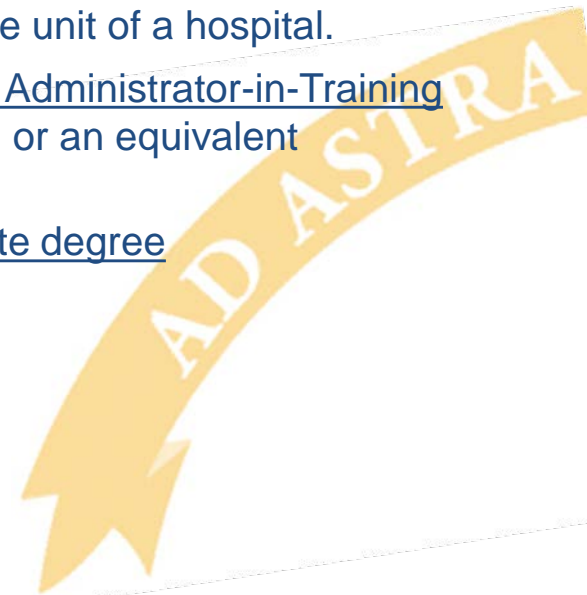 e unit of a hospital.
Administrator-in-Training
or an equivalent
te degree
AD ASTRA